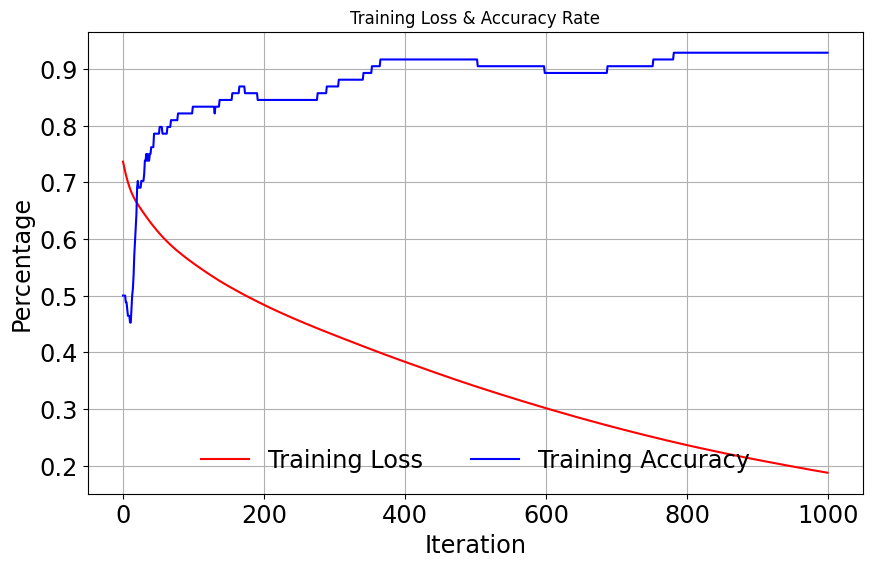 Training Loss & Accuracy Rate
Percentage
0.9
0.8
0.7
0.6
0.5
0.4
0.3
0.2
Training Loss Training Accuracy
0 200 400 600 800 1000
Iteration